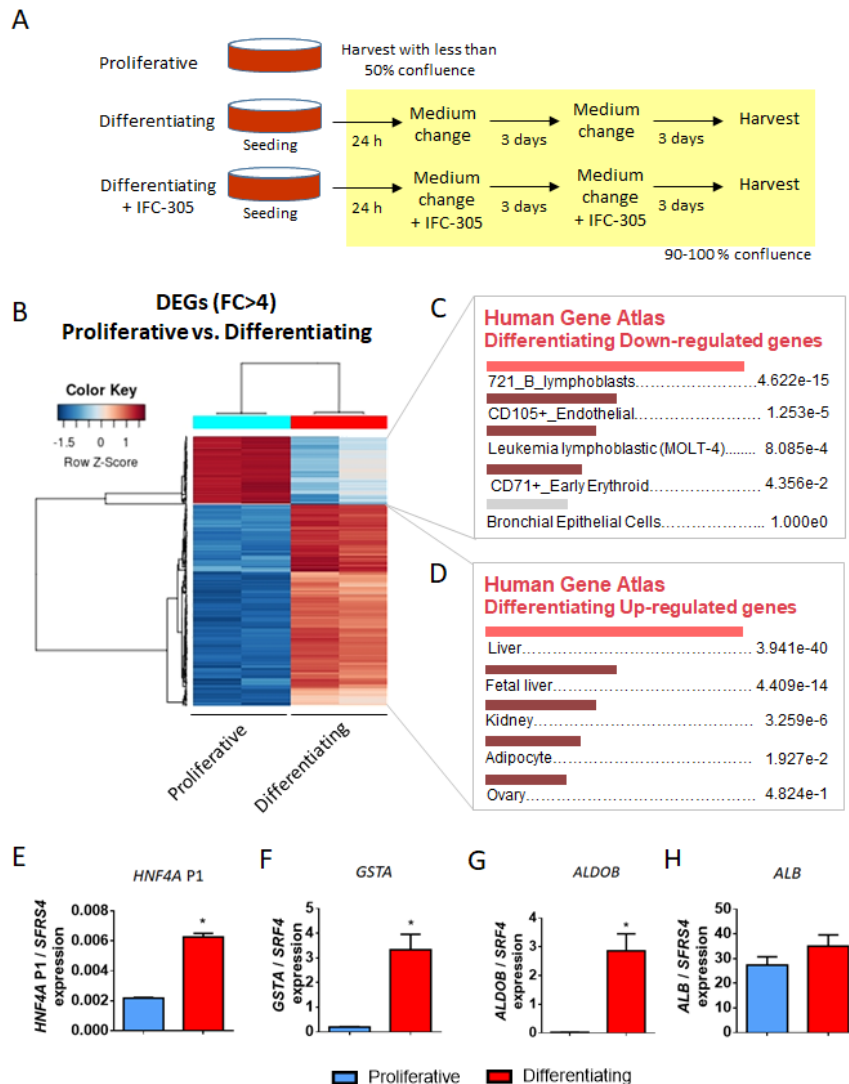 A
Proliferative
Harvest with less than
50% confluence
Differentiating
Seeding
24 h
Medium
change
3 days
Medium
change
3 days
Harvest
Differentiating
+ IFC-305
Seeding
24 h
Medium
change
+ IFC-305
3 days
Medium
change
+ IFC-305
3 days
Harvest
90-100 % confluence
B
DEGs (FC>4)
Proliferative vs. Differentiating
Color Key
-1.5 0 1
Row Z-Score
Proliferative
Differentiating
C
Human Gene Atlas
Differentiating Down-regulated genes
721_B_lymphoblasts……………….4.622e-15
CD105+_Endothelial………………..1.253e-5
Leukemia lymphoblastic (MOLT-4)........ 8.085e-4
CD71+_Early Erythroid……………4.356e-2
Bronchial Epithelial Cells………………... 1.000e0
D
Human Gene Atlas
Differentiating Up-regulated genes
Liver……………………………………. 3.941e-40
Fetal liver……………………………… 4.409e-14
Kidney…………………………………… 3.259e-6
Adipocyte……………………………… 1.927e-2
Ovary…………………………………… 4.824e-1
E
HNF4A P1
HNF4A P1 / SFRS4
expression
0.008
0.006
0.004
0.002
0.000
*
F
GSTA
GSTA / SRF4
expression
5
4
3
2
1
0
*
G
ALDOB
ALDOB / SRF4
expression
4
3
2
1
0
*
H
ALB
ALB / SFRS4
expression
50
40
30
20
10
0
Proliferative
Differentiating